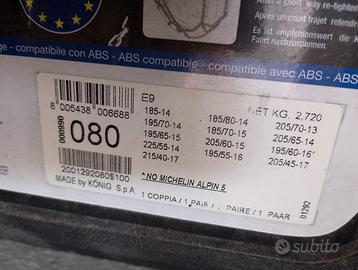 After a short way re-tighten
Après un court trajet retendre
Fahrt nachzuspannen
compatibile con ABS - ABS compatible - compatible avec ABS - ABS
8 005438 006688
000990
080
2001292080$100
MADE by KÖNIG S.p.A.
E9
NET KG. 2,720
185-14
195/70-14
195/65-15
225/55-14
215/40-17
185/80-14
185/70-15
205/55-15
195/55-16
205/70-13
205/65-14
205/60-15
195/60-16*
205/45-17
* NO MICHELIN ALPIN 5
1 COPPIA / 1 PAIR / 1 PAIRE / 1 PAAR
01292
subito